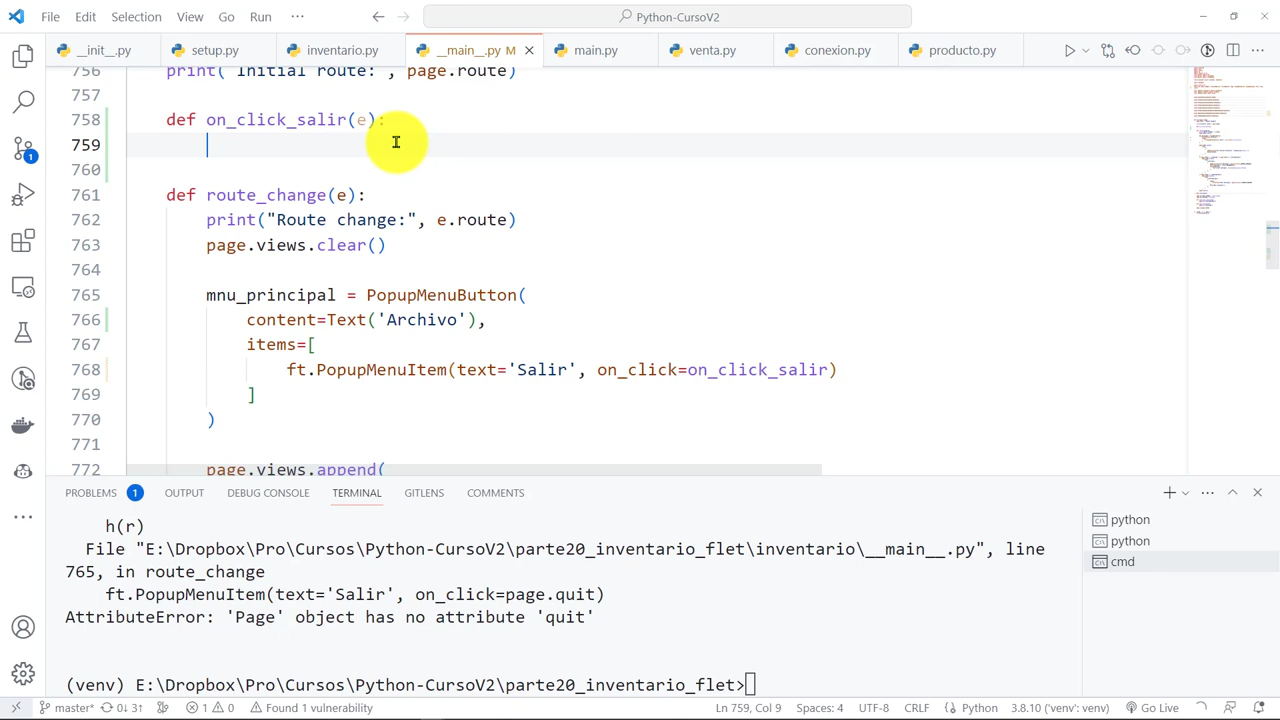 File Edit Selection View Go Run ··· Python-CursoV2
__init__.py setup.py inventario.py __main__.py M main.py venta.py conexion.py producto.py
756 print("Initial route:", page.route)
757
758 def on_click_salir(e):
759
760
761 def route_change(e):
762 print("Route change:", e.route)
763 page.views.clear()
764
765 mnu_principal = PopupMenuButton(
766 content=Text('Archivo'),
767 items=[
768 ft.PopupMenuItem(text='Salir', on_click=on_click_salir)
769 ]
770 )
771
772 page.views.append(
PROBLEMS 1 OUTPUT DEBUG CONSOLE TERMINAL GITLENS COMMENTS
h(r)
File "E:\Dropbox\Pro\Cursos\Python-CursoV2\parte20_inventario_flet\inventario\__main__.py", line
765, in route_change
ft.PopupMenuItem(text='Salir', on_click=page.quit)
AttributeError: 'Page' object has no attribute 'quit'
(venv) E:\Dropbox\Pro\Cursos\Python-CursoV2\parte20_inventario_flet>
python
python
cmd
1
master* 0↓ 3↑ 1 0 Found 1 vulnerability Ln 759, Col 9 Spaces: 4 UTF-8 CRLF Python 3.8.10 ('venv': venv) Go Live